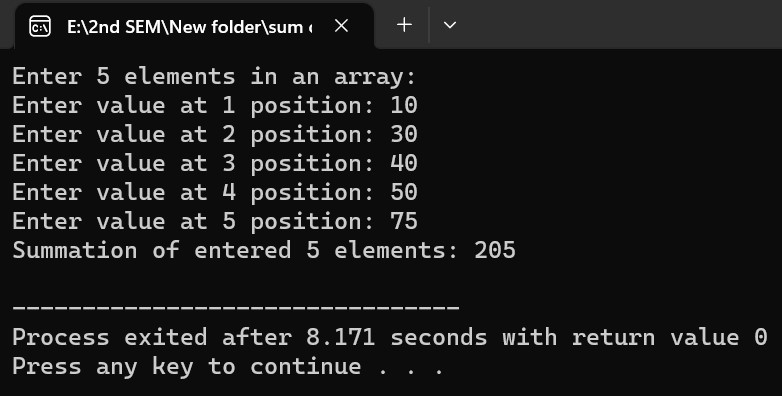 E:\2nd SEM\New folder\sum
Enter 5 elements in an array:
Enter value at 1 position: 10
Enter value at 2 position: 30
Enter value at 3 position: 40
Enter value at 4 position: 50
Enter value at 5 position: 75
Summation of entered 5 elements: 205
--------------------------------
Process exited after 8.171 seconds with return value 0
Press any key to continue . . .